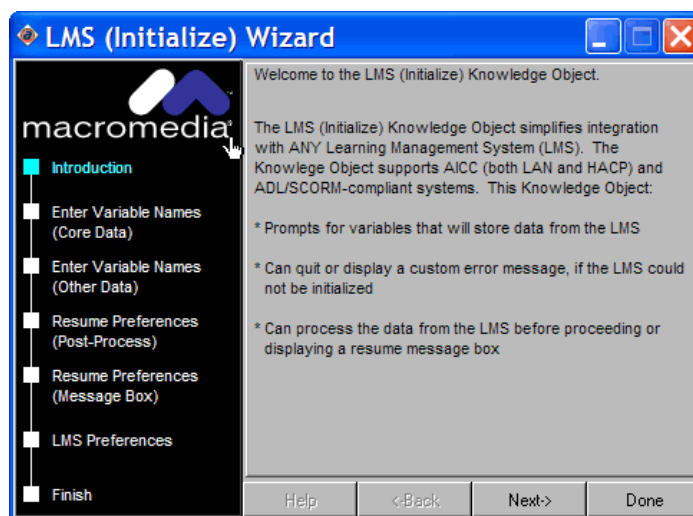 LMS (Initialize) Wizard
macromedia
Introduction
Enter Variable Names
(Core Data)
Enter Variable Names
(Other Data)
Resume Preferences
(Post-Process)
Resume Preferences
(Message Box)
LMS Preferences
Finish
Welcome to the LMS (Initialize) Knowledge Object.
The LMS (Initialize) Knowledge Object simplifies integration
with ANY Learning Management System (LMS).  The
Knowlege Object supports AICC (both LAN and HACP) and
ADL/SCORM-compliant systems.  This Knowledge Object:
* Prompts for variables that will store data from the LMS
* Can quit or display a custom error message, if the LMS could
not be initialized
* Can process the data from the LMS before proceeding or
displaying a resume message box
Help
<-Back
Next->
Done